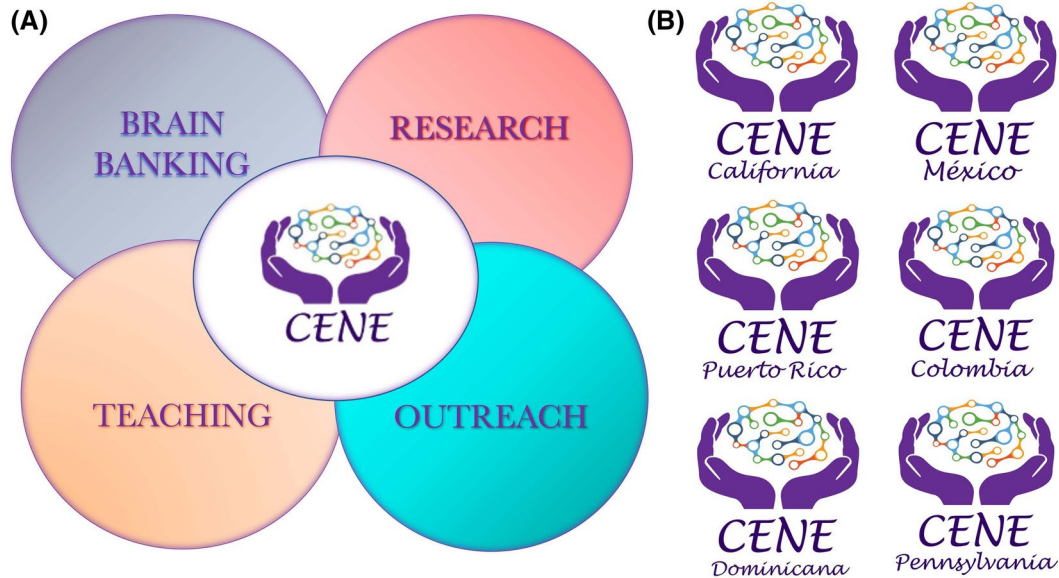 (A)
BRAIN
BANKING
RESEARCH
CENE
TEACHING
OUTREACH
(B)
CENE
California
CENE
México
CENE
Puerto Rico
CENE
Colombia
CENE
Dominicana
CENE
Pennsylvania